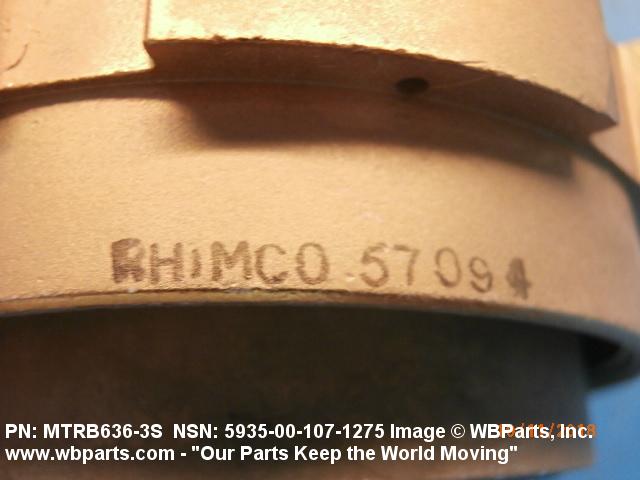 RHiMCO 57094
PN: MTRB636-3S NSN: 5935-00-107-1275 Image © WBParts, Inc.
www.wbparts.com - "Our Parts Keep the World Moving"